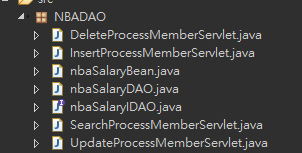 src
NBADAO
DeleteProcessMemberServlet.java
InsertProcessMemberServlet.java
nbaSalaryBean.java
nbaSalaryDAO.java
nbaSalaryIDAO.java
SearchProcessMemberServlet.java
UpdateProcessMemberServlet.java